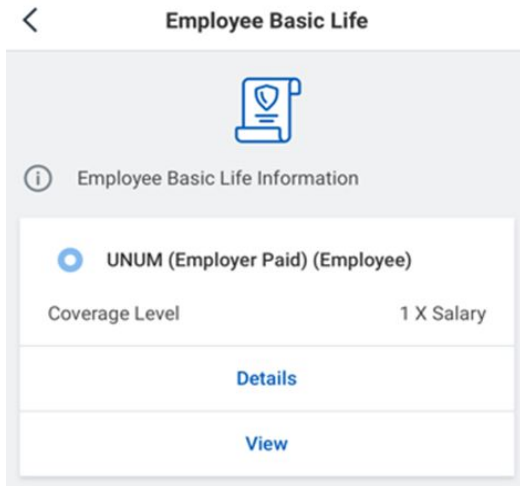 Employee Basic Life
Employee Basic Life Information
UNUM (Employer Paid) (Employee)
Coverage Level 1 X Salary
Details
View